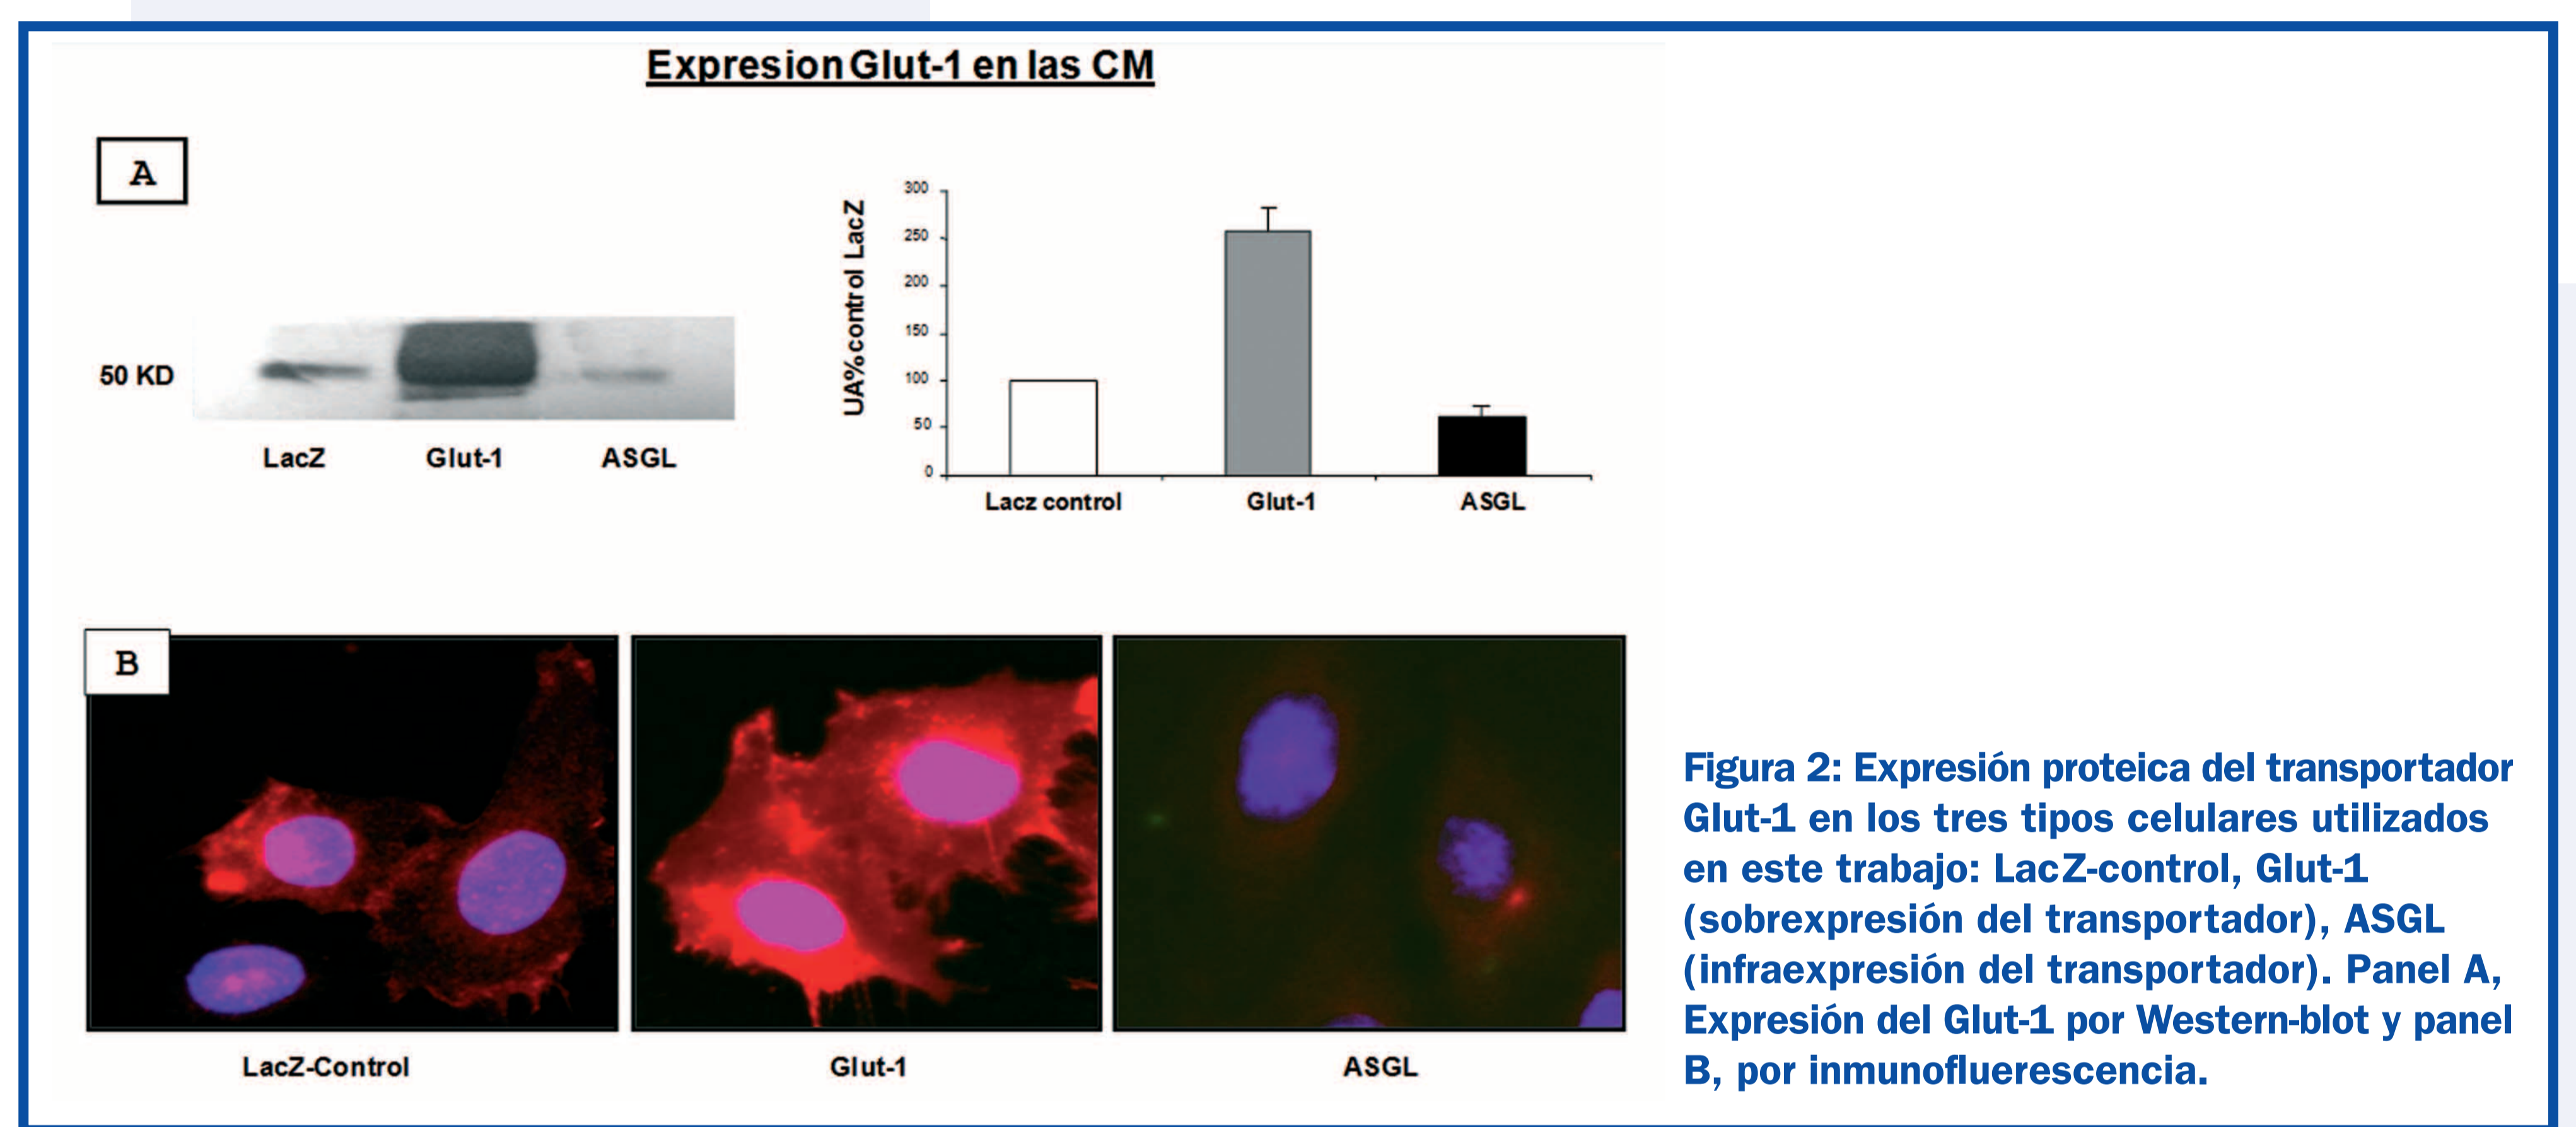 Expresion Glut-1 en las CM
A
300
250
200
150
100
50
0
UA%control LacZ
50 KD
LacZ Glut-1 ASGL
Lacz control Glut-1 ASGL
B
LacZ-Control Glut-1 ASGL
Figura 2: Expresión proteica del transportador
Glut-1 en los tres tipos celulares utilizados
en este trabajo: LacZ-control, Glut-1
(sobrexpresión del transportador), ASGL
(infraexpresión del transportador). Panel A,
Expresión del Glut-1 por Western-blot y panel
B, por inmunofluerescencia.